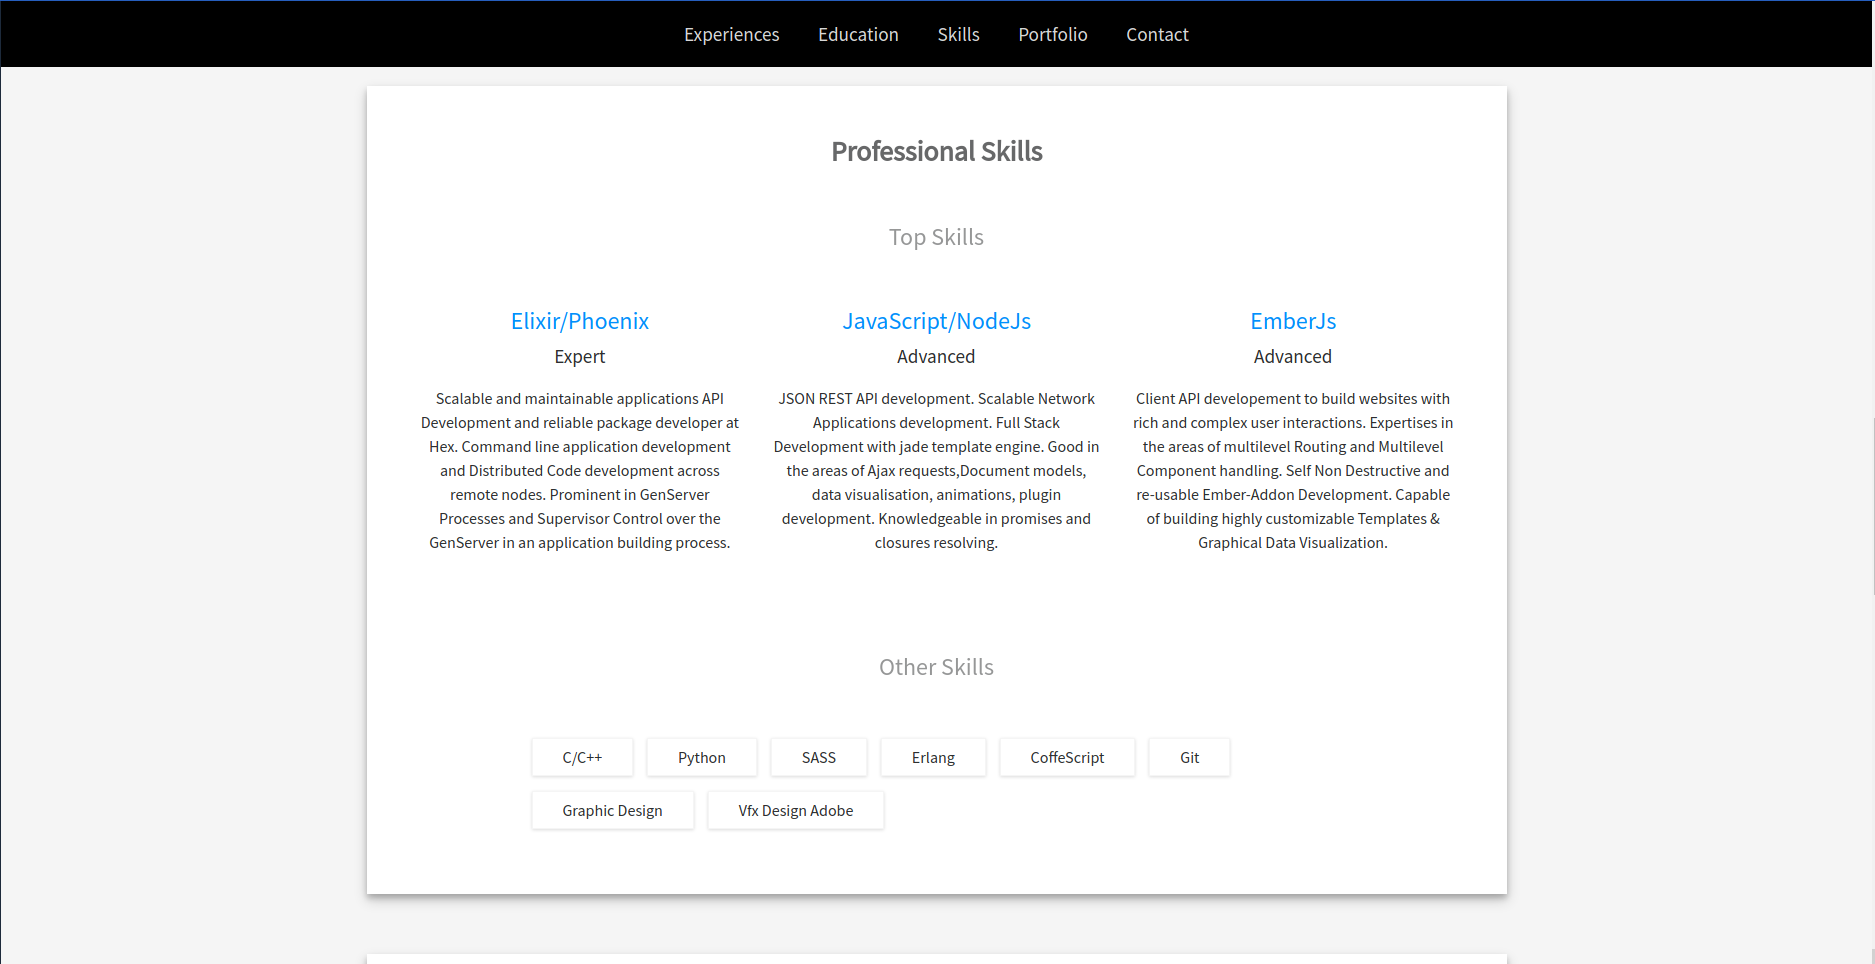 Experiences Education Skills Portfolio Contact
Professional Skills
Top Skills
Elixir/Phoenix
Expert
Scalable and maintainable applications API
Development and reliable package developer at
Hex. Command line application development
and Distributed Code development across
remote nodes. Prominent in GenServer
Processes and Supervisor Control over the
GenServer in an application building process.
JavaScript/NodeJs
Advanced
JSON REST API development. Scalable Network
Applications development. Full Stack
Development with jade template engine. Good in
the areas of Ajax requests,Document models,
data visualisation, animations, plugin
development. Knowledgeable in promises and
closures resolving.
EmberJs
Advanced
Client API developement to build websites with
rich and complex user interactions. Expertises in
the areas of multilevel Routing and Multilevel
Component handling. Self Non Destructive and
re-usable Ember-Addon Development. Capable
of building highly customizable Templates &
Graphical Data Visualization.
Other Skills
C/C++ Python SASS Erlang CoffeScript Git
Graphic Design Vfx Design Adobe